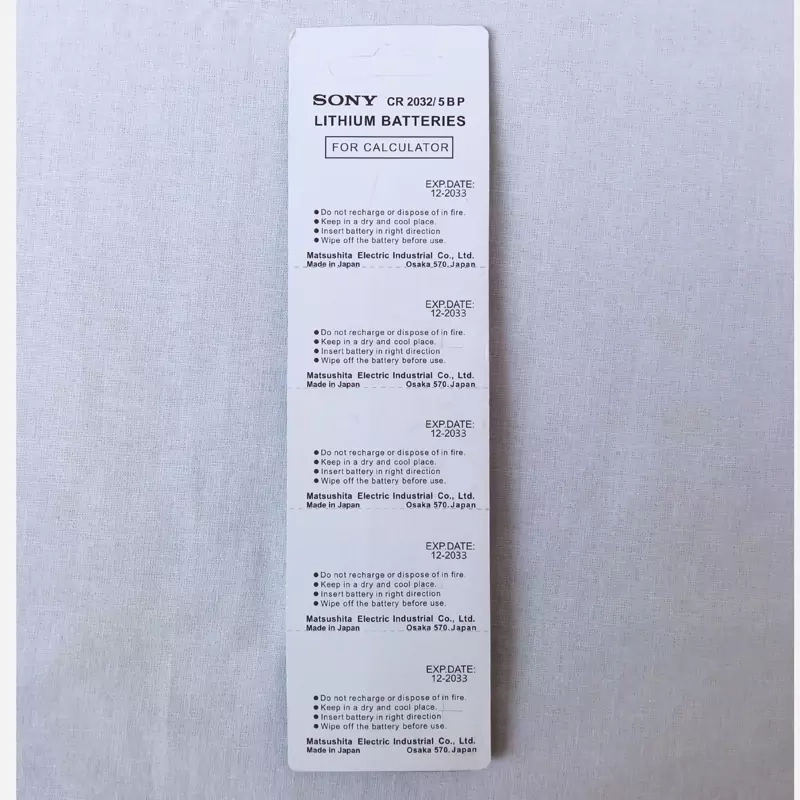 SONY CR 2032/5BP
LITHIUM BATTERIES
FOR CALCULATOR
EXP.DATE:
12-2033
● Do not recharge or dispose of in fire.
● Keep in a dry and cool place.
● Insert battery in right direction
● Wipe off the battery before use.
Matsushita Electric Industrial Co., Ltd.
Made in Japan Osaka 570.Japan
EXP.DATE:
12-2033
● Do not recharge or dispose of in fire.
● Keep in a dry and cool place.
● Insert battery in right direction
● Wipe off the battery before use.
Matsushita Electric Industrial Co., Ltd.
Made in Japan Osaka 570.Japan
EXP.DATE:
12-2033
● Do not recharge or dispose of in fire.
● Keep in a dry and cool place.
● Insert battery in right direction
● Wipe off the battery before use.
Matsushita Electric Industrial Co., Ltd.
Made in Japan Osaka 570.Japan
EXP.DATE:
12-2033
● Do not recharge or dispose of in fire.
● Keep in a dry and cool place.
● Insert battery in right direction
● Wipe off the battery before use.
Matsushita Electric Industrial Co., Ltd.
Made in Japan Osaka 570.Japan
EXP.DATE:
12-2033
● Do not recharge or dispose of in fire.
● Keep in a dry and cool place.
● Insert battery in right direction
● Wipe off the battery before use.
Matsushita Electric Industrial Co., Ltd.
Made in Japan Osaka 570.Japan